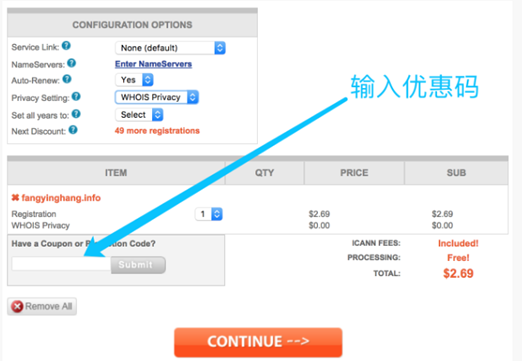 CONFIGURATION OPTIONS
Service Link: ? None (default)
NameServers: ? Enter NameServers
Auto-Renew: ? Yes
Privacy Setting: ? WHOIS Privacy
Set all years to: ? Select
Next Discount: ? 49 more registrations
输入优惠码
ITEM QTY PRICE SUB
fangyinghang.info
Registration 1 $2.69 $2.69
WHOIS Privacy $0.00 $0.00
Have a Coupon or Code?
Submit
ICANN FEES: Included!
PROCESSING: Free!
TOTAL: $2.69
Remove All
CONTINUE -->